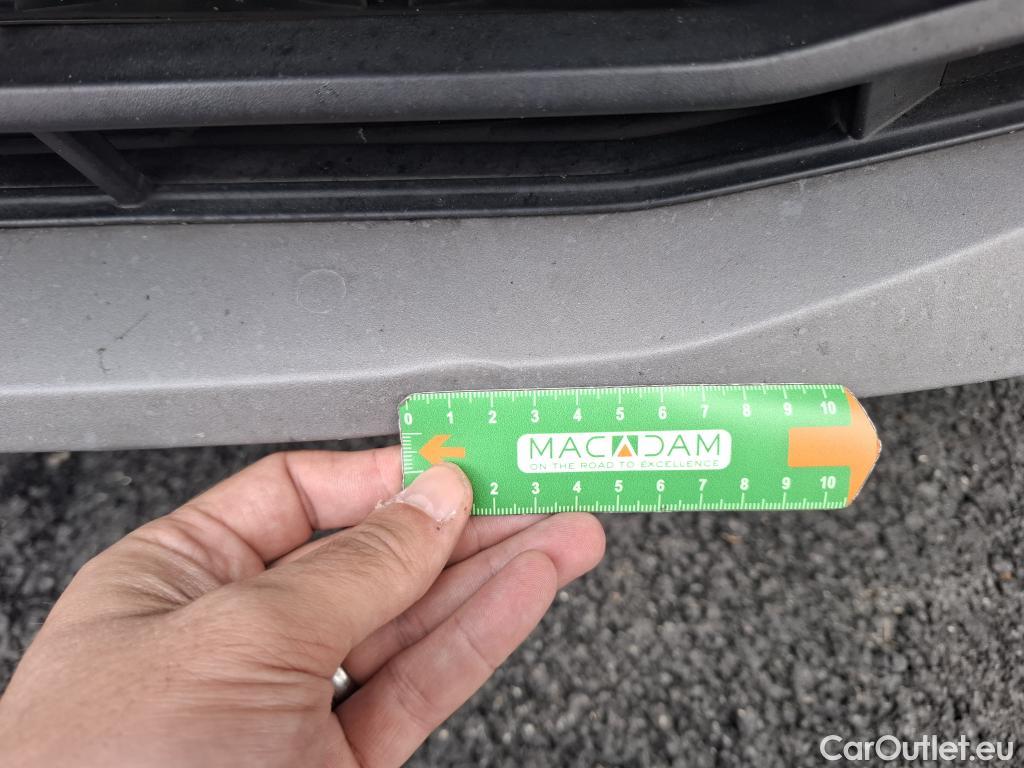 0 1 2 3 4 5 6 7 8 9 10
MACADAM
ON THE ROAD TO EXCELLENCE
2 3 4 5 6 7 8 9 10
CarOutlet.eu